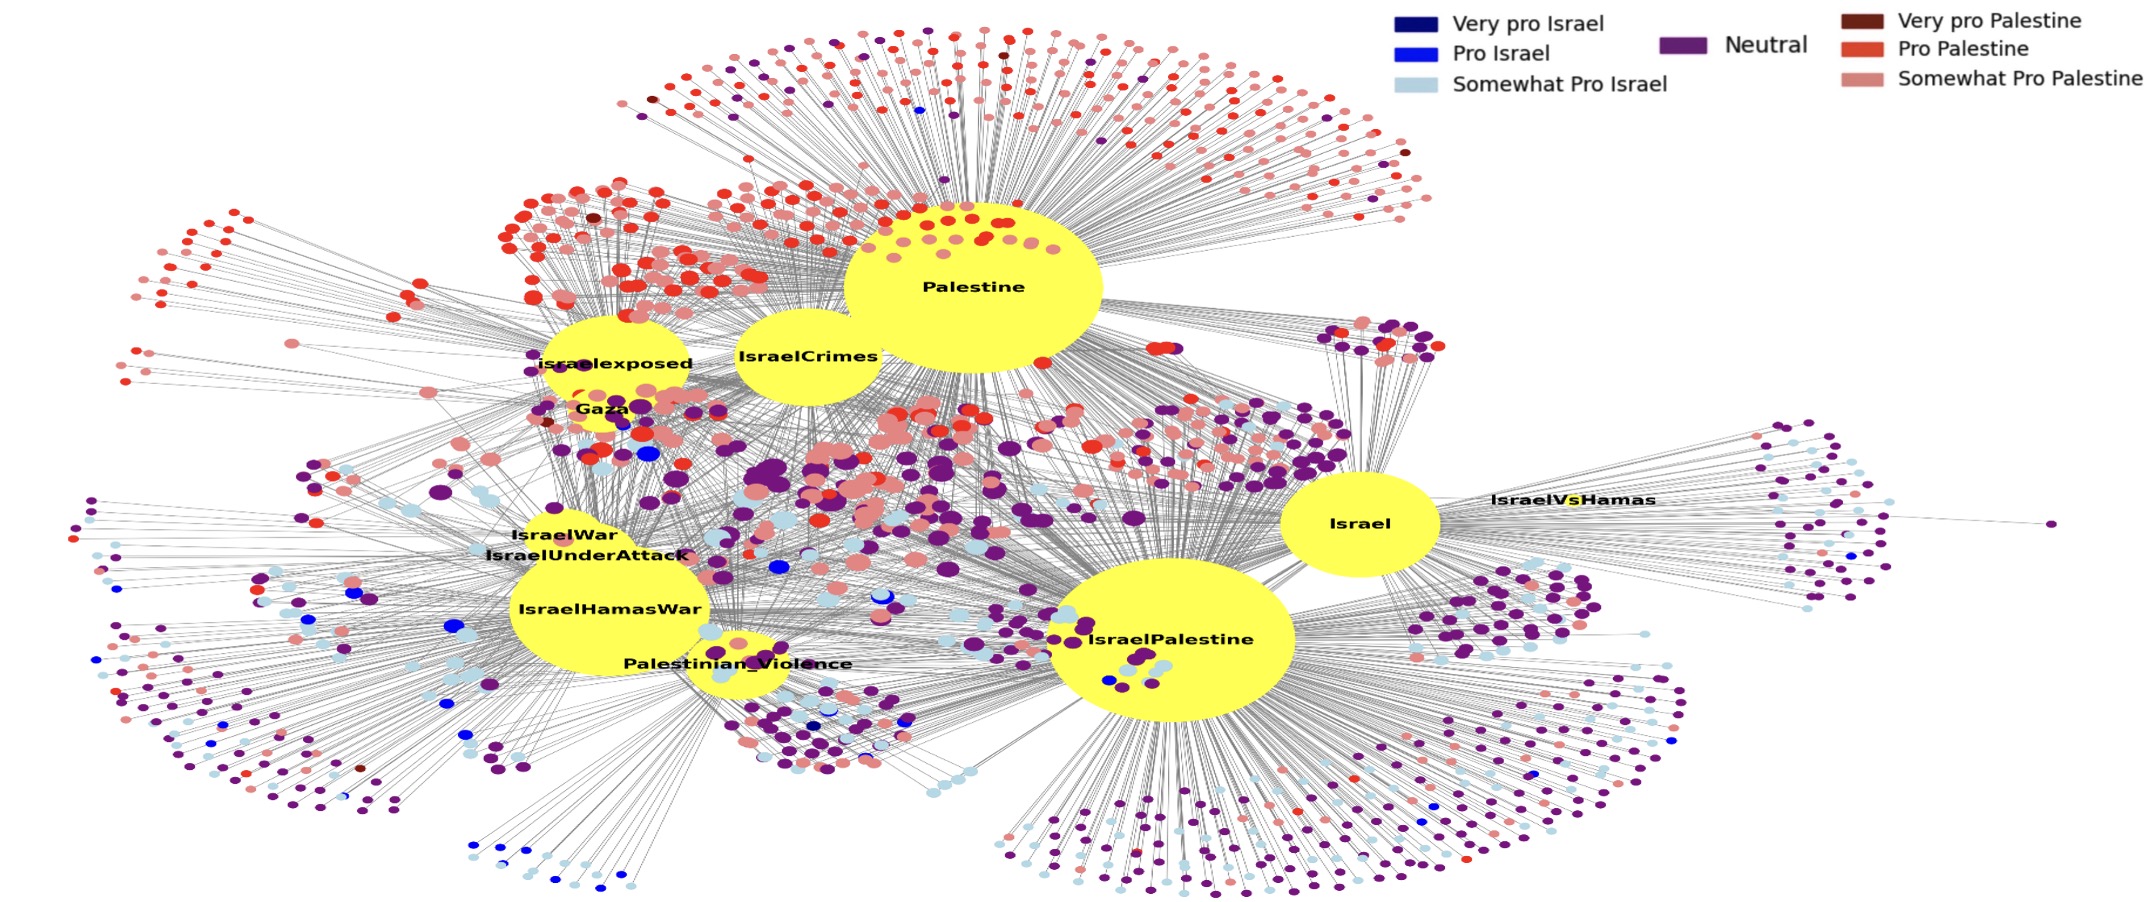 Very pro Israel
Pro Israel
Somewhat Pro Israel
Neutral
Very pro Palestine
Pro Palestine
Somewhat Pro Palestine
Palestine
IsraelCrimes
israelexposed
Gaza
IsraelVsHamas
Israel
IsraelWar
IsraelUnderAttack
IsraelHamasWar
IsraelPalestine
Palestinian_Violence